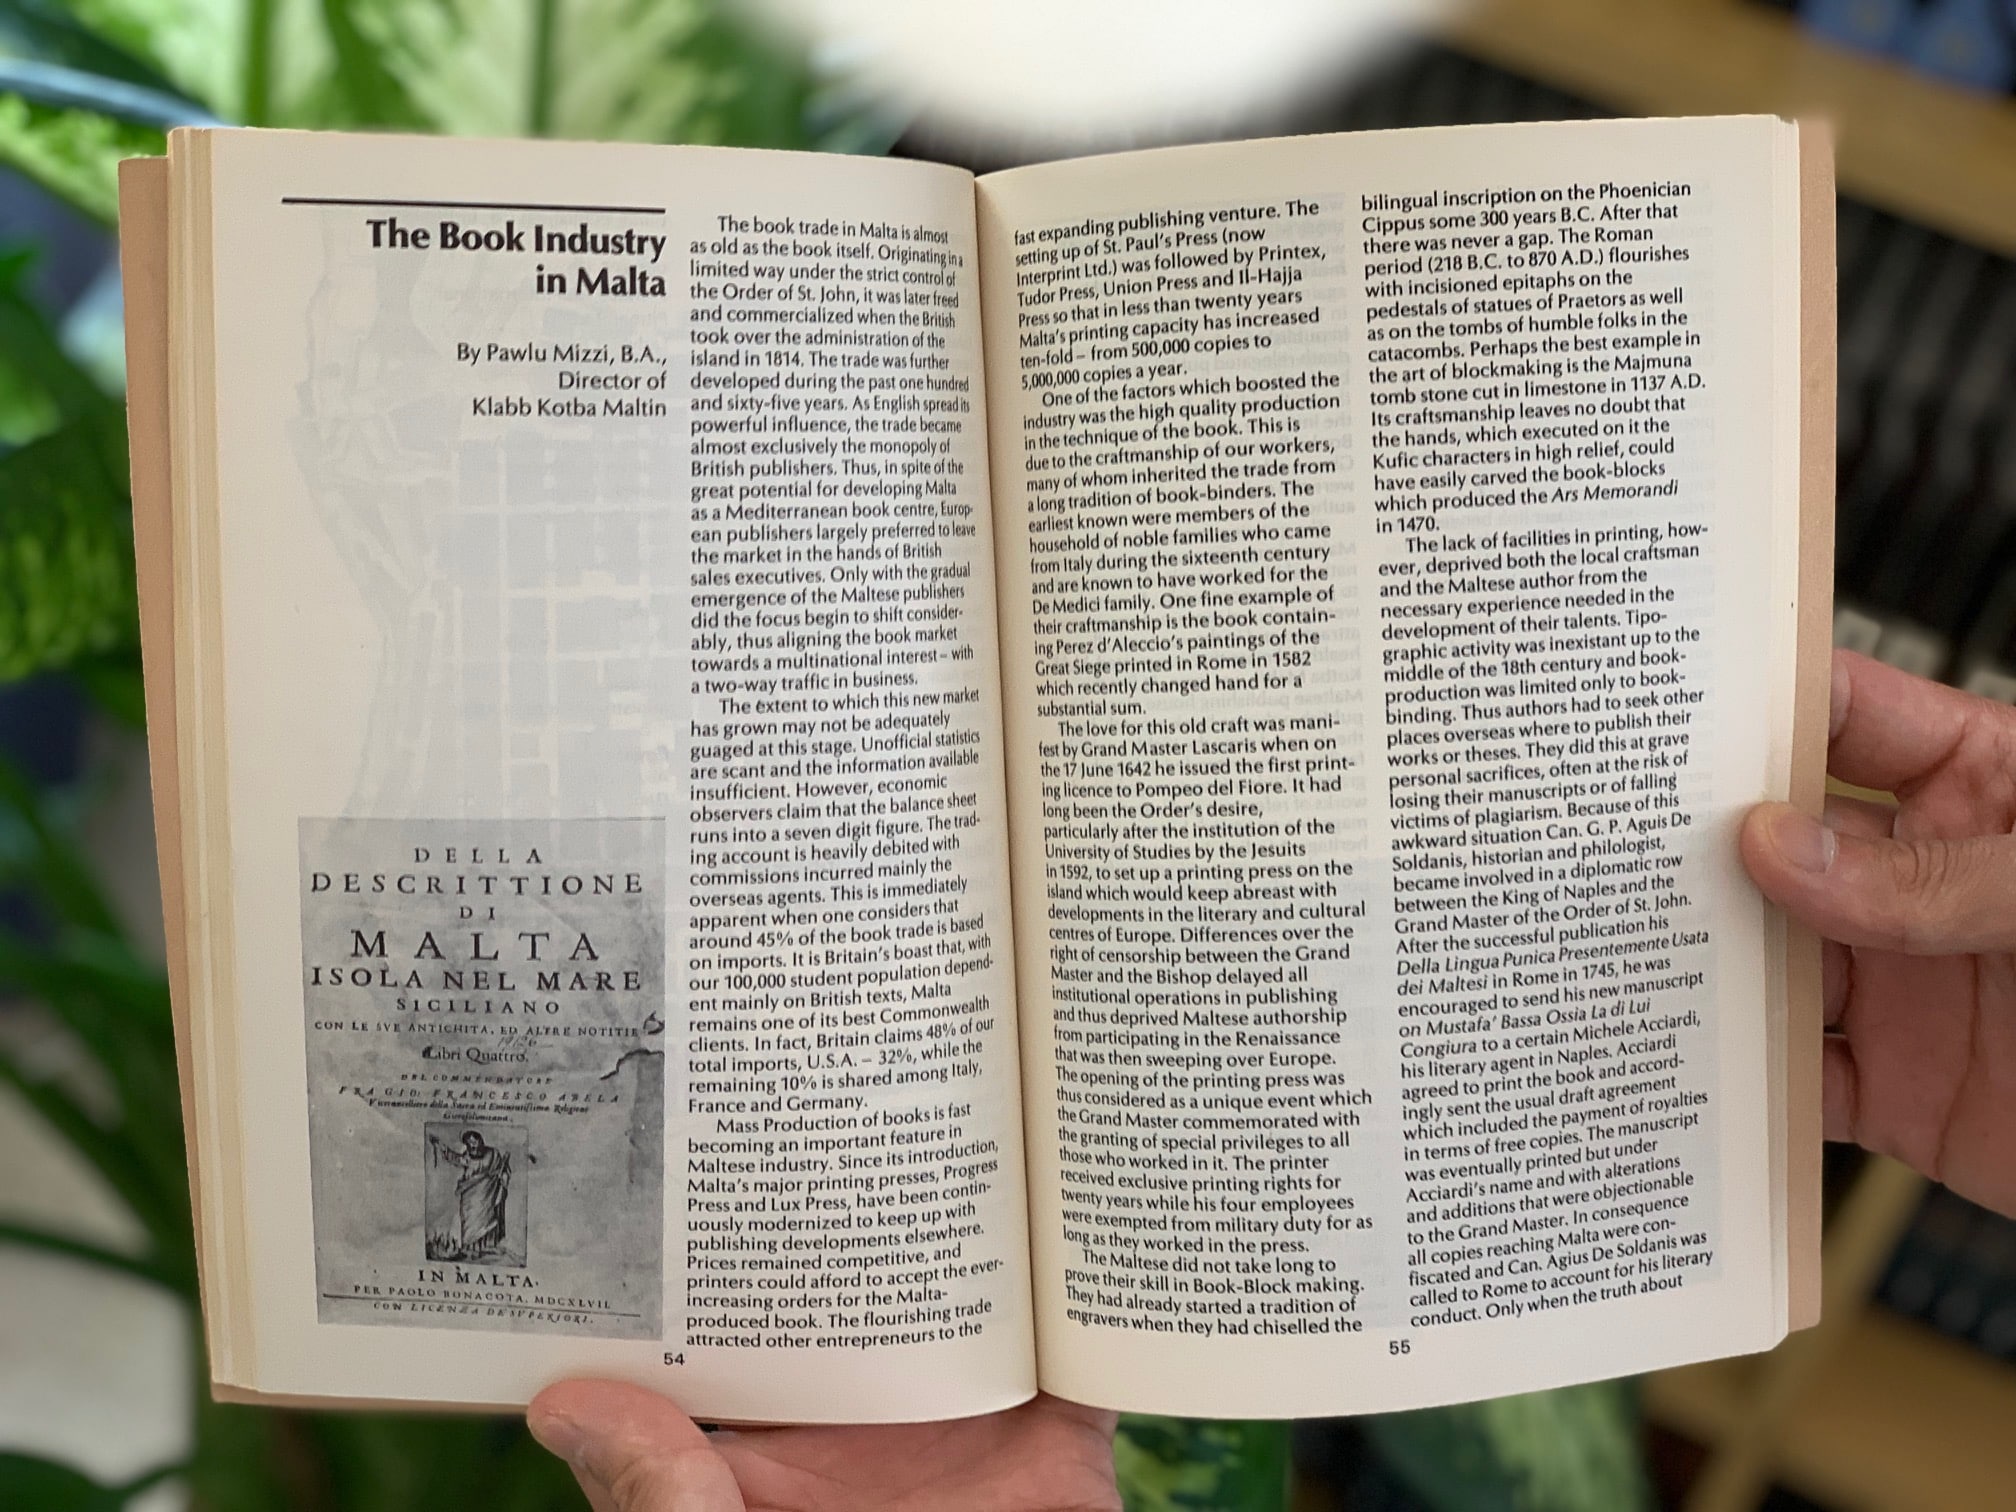 The Book Industry
in Malta
By Pawlu Mizzi, B.A.,
Director of
Klabb Kotba Maltin
DELLA
DESCRITTIONE
DI
MALTA
ISOLA NEL MARE
SICILIANO
CON LE SVE ANTICHITA, ED ALTRE NOTITIE
Libri Quattro.
DEL COMMENDATORE
FRA GIO: FRANCESCO ABELA
Vicecancelliere della Sacra ed Eminentissima Religione
Gierosolimitana.
IN MALTA.
PER PAOLO BONACOTA. MDCXLVII
CON LICENZA DE SVPERIORI.
The book trade in Malta is almost
as old as the book itself. Originating in a
limited way under the strict control of
the Order of St. John, it was later freed
and commercialized when the British
took over the administration of the
island in 1814. The trade was further
developed during the past one hundred
and sixty-five years. As English spread its
powerful influence, the trade became
almost exclusively the monopoly of
British publishers. Thus, in spite of the
great potential for developing Malta
as a Mediterranean book centre, Europ-
ean publishers largely preferred to leave
the market in the hands of British
sales executives. Only with the gradual
emergence of the Maltese publishers
did the focus begin to shift consider-
ably, thus aligning the book market
towards a multinational interest – with
a two-way traffic in business.
The extent to which this new market
has grown may not be adequately
guaged at this stage. Unofficial statistics
are scant and the information available
insufficient. However, economic
observers claim that the balance sheet
runs into a seven digit figure. The trad-
ing account is heavily debited with
commissions incurred mainly the
overseas agents. This is immediately
apparent when one considers that
around 45% of the book trade is based
on imports. It is Britain's boast that, with
our 100,000 student population depend-
ent mainly on British texts, Malta
remains one of its best Commonwealth
clients. In fact, Britain claims 48% of our
total imports, U.S.A. – 32%, while the
remaining 10% is shared among Italy,
France and Germany.
Mass Production of books is fast
becoming an important feature in
Maltese industry. Since its introduction,
Malta's major printing presses, Progress
Press and Lux Press, have been contin-
uously modernized to keep up with
publishing developments elsewhere.
Prices remained competitive, and
printers could afford to accept the ever-
increasing orders for the Malta-
produced book. The flourishing trade
attracted other entrepreneurs to the
54
fast expanding publishing venture. The
setting up of St. Paul's Press (now
Interprint Ltd.) was followed by Printex,
Tudor Press, Union Press and Il-Hajja
Press so that in less than twenty years
Malta's printing capacity has increased
ten-fold – from 500,000 copies to
5,000,000 copies a year.
One of the factors which boosted the
industry was the high quality production
in the technique of the book. This is
due to the craftmanship of our workers,
many of whom inherited the trade from
a long tradition of book-binders. The
earliest known were members of the
household of noble families who came
from Italy during the sixteenth century
and are known to have worked for the
De Medici family. One fine example of
their craftmanship is the book contain-
ing Perez d'Aleccio's paintings of the
Great Siege printed in Rome in 1582
which recently changed hand for a
substantial sum.
The love for this old craft was mani-
fest by Grand Master Lascaris when on
the 17 June 1642 he issued the first print-
ing licence to Pompeo del Fiore. It had
long been the Order's desire,
particularly after the institution of the
University of Studies by the Jesuits
in 1592, to set up a printing press on the
island which would keep abreast with
developments in the literary and cultural
centres of Europe. Differences over the
right of censorship between the Grand
Master and the Bishop delayed all
institutional operations in publishing
and thus deprived Maltese authorship
from participating in the Renaissance
that was then sweeping over Europe.
The opening of the printing press was
thus considered as a unique event which
the Grand Master commemorated with
the granting of special privileges to all
those who worked in it. The printer
received exclusive printing rights for
twenty years while his four employees
were exempted from military duty for as
long as they worked in the press.
The Maltese did not take long to
prove their skill in Book-Block making.
They had already started a tradition of
engravers when they had chiselled the
bilingual inscription on the Phoenician
Cippus some 300 years B.C. After that
there was never a gap. The Roman
period (218 B.C. to 870 A.D.) flourishes
with incisioned epitaphs on the
pedestals of statues of Praetors as well
as on the tombs of humble folks in the
catacombs. Perhaps the best example in
the art of blockmaking is the Majmuna
tomb stone cut in limestone in 1137 A.D.
Its craftsmanship leaves no doubt that
the hands, which executed on it the
Kufic characters in high relief, could
have easily carved the book-blocks
which produced the Ars Memorandi
in 1470.
The lack of facilities in printing, how-
ever, deprived both the local craftsman
and the Maltese author from the
necessary experience needed in the
development of their talents. Tipo-
graphic activity was inexistant up to the
middle of the 18th century and book-
production was limited only to book-
binding. Thus authors had to seek other
places overseas where to publish their
works or theses. They did this at grave
personal sacrifices, often at the risk of
losing their manuscripts or of falling
victims of plagiarism. Because of this
awkward situation Can. G. P. Aguis De
Soldanis, historian and philologist,
became involved in a diplomatic row
between the King of Naples and the
Grand Master of the Order of St. John.
After the successful publication his
Della Lingua Punica Presentemente Usata
dei Maltesi in Rome in 1745, he was
encouraged to send his new manuscript
on Mustafa' Bassa Ossia La di Lui
Congiura to a certain Michele Acciardi,
his literary agent in Naples. Acciardi
agreed to print the book and accord-
ingly sent the usual draft agreement
which included the payment of royalties
in terms of free copies. The manuscript
was eventually printed but under
Acciardi's name and with alterations
and additions that were objectionable
to the Grand Master. In consequence
all copies reaching Malta were con-
fiscated and Can. Agius De Soldanis was
called to Rome to account for his literary
conduct. Only when the truth about
55